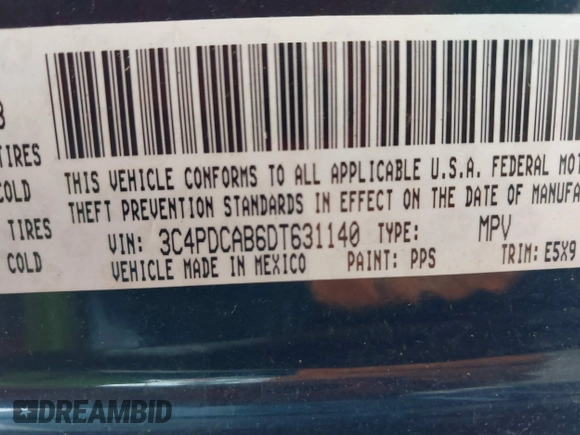 8
TIRES
COLD
TIRES
COLD
THIS VEHICLE CONFORMS TO ALL APPLICABLE U.S.A. FEDERAL MOT
THEFT PREVENTION STANDARDS IN EFFECT ON THE DATE OF MANUFA
VIN: 3C4PDCAB6DT631140 TYPE: MPV
VEHICLE MADE IN MEXICO PAINT: PPS TRIM: E5X9
DREAMBID